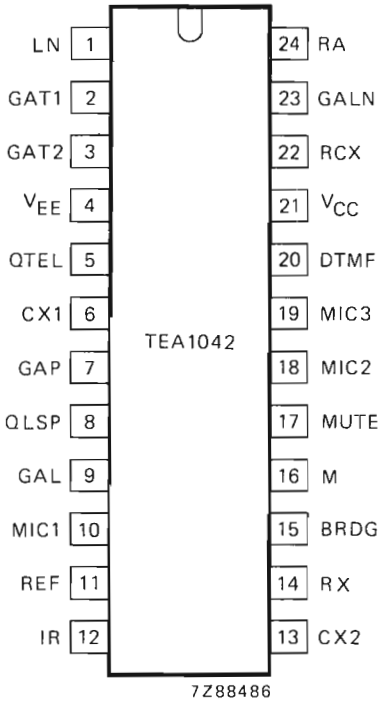 LN 1 24 RA
GAT1 2 23 GALN
GAT2 3 22 RCX
VEE 4 21 VCC
QTEL 5 20 DTMF
CX1 6 19 MIC3
TEA1042
GAP 7 18 MIC2
QLSP 8 17 MUTE
GAL 9 16 M
MIC1 10 15 BRDG
REF 11 14 RX
IR 12 13 CX2
7Z88486